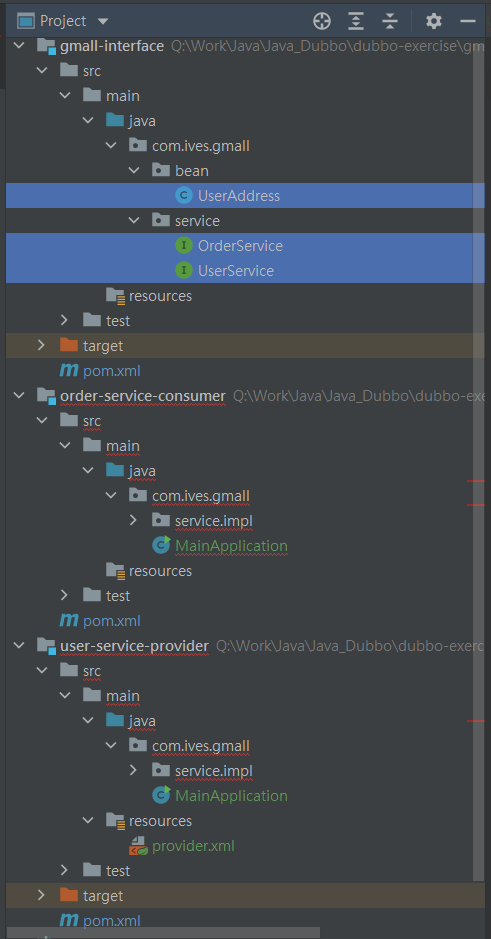 Project
gmall-interface Q:\Work\Java\Java_Dubbo\dubbo-exercise\gm
src
main
java
com.ives.gmall
bean
C UserAddress
service
I OrderService
I UserService
resources
test
target
m pom.xml
order-service-consumer Q:\Work\Java\Java_Dubbo\dubbo-exe
src
main
java
com.ives.gmall
service.impl
C MainApplication
resources
test
m pom.xml
user-service-provider Q:\Work\Java\Java_Dubbo\dubbo-exerc
src
main
java
com.ives.gmall
service.impl
C MainApplication
resources
provider.xml
test
target
m pom.xml